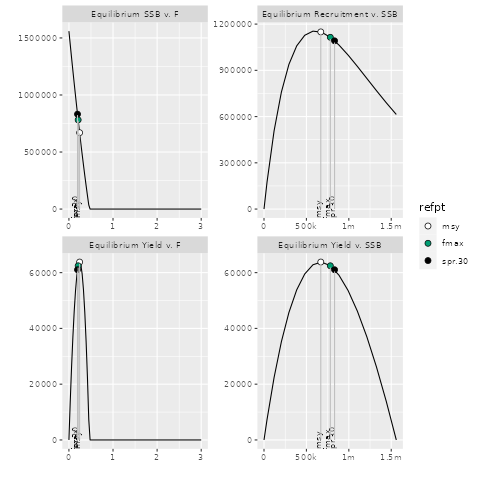 Equilibrium SSB v. F
Equilibrium Recruitment v. SSB
1500000
1000000
500000
0
1200000
900000
600000
300000
0
msy
fmax
spr.30
0 1 2 3
0 500k 1m 1.5m
refpt
msy
fmax
spr.30
Equilibrium Yield v. F
Equilibrium Yield v. SSB
60000
40000
20000
0
60000
40000
20000
0
msy
fmax
spr.30
0 1 2 3
0 500k 1m 1.5m